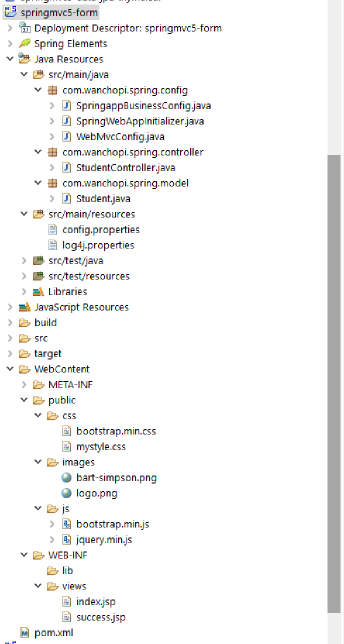 springmvc5-form
Deployment Descriptor: springmvc5-form
Spring Elements
Java Resources
src/main/java
com.wanchopi.spring.config
SpringappBusinessConfig.java
SpringWebAppInitializer.java
WebMvcConfig.java
com.wanchopi.spring.controller
StudentController.java
com.wanchopi.spring.model
Student.java
src/main/resources
config.properties
log4j.properties
src/test/java
src/test/resources
Libraries
JavaScript Resources
build
src
target
WebContent
META-INF
public
css
bootstrap.min.css
mystyle.css
images
bart-simpson.png
logo.png
js
bootstrap.min.js
jquery.min.js
WEB-INF
lib
views
index.jsp
success.jsp
pom.xml